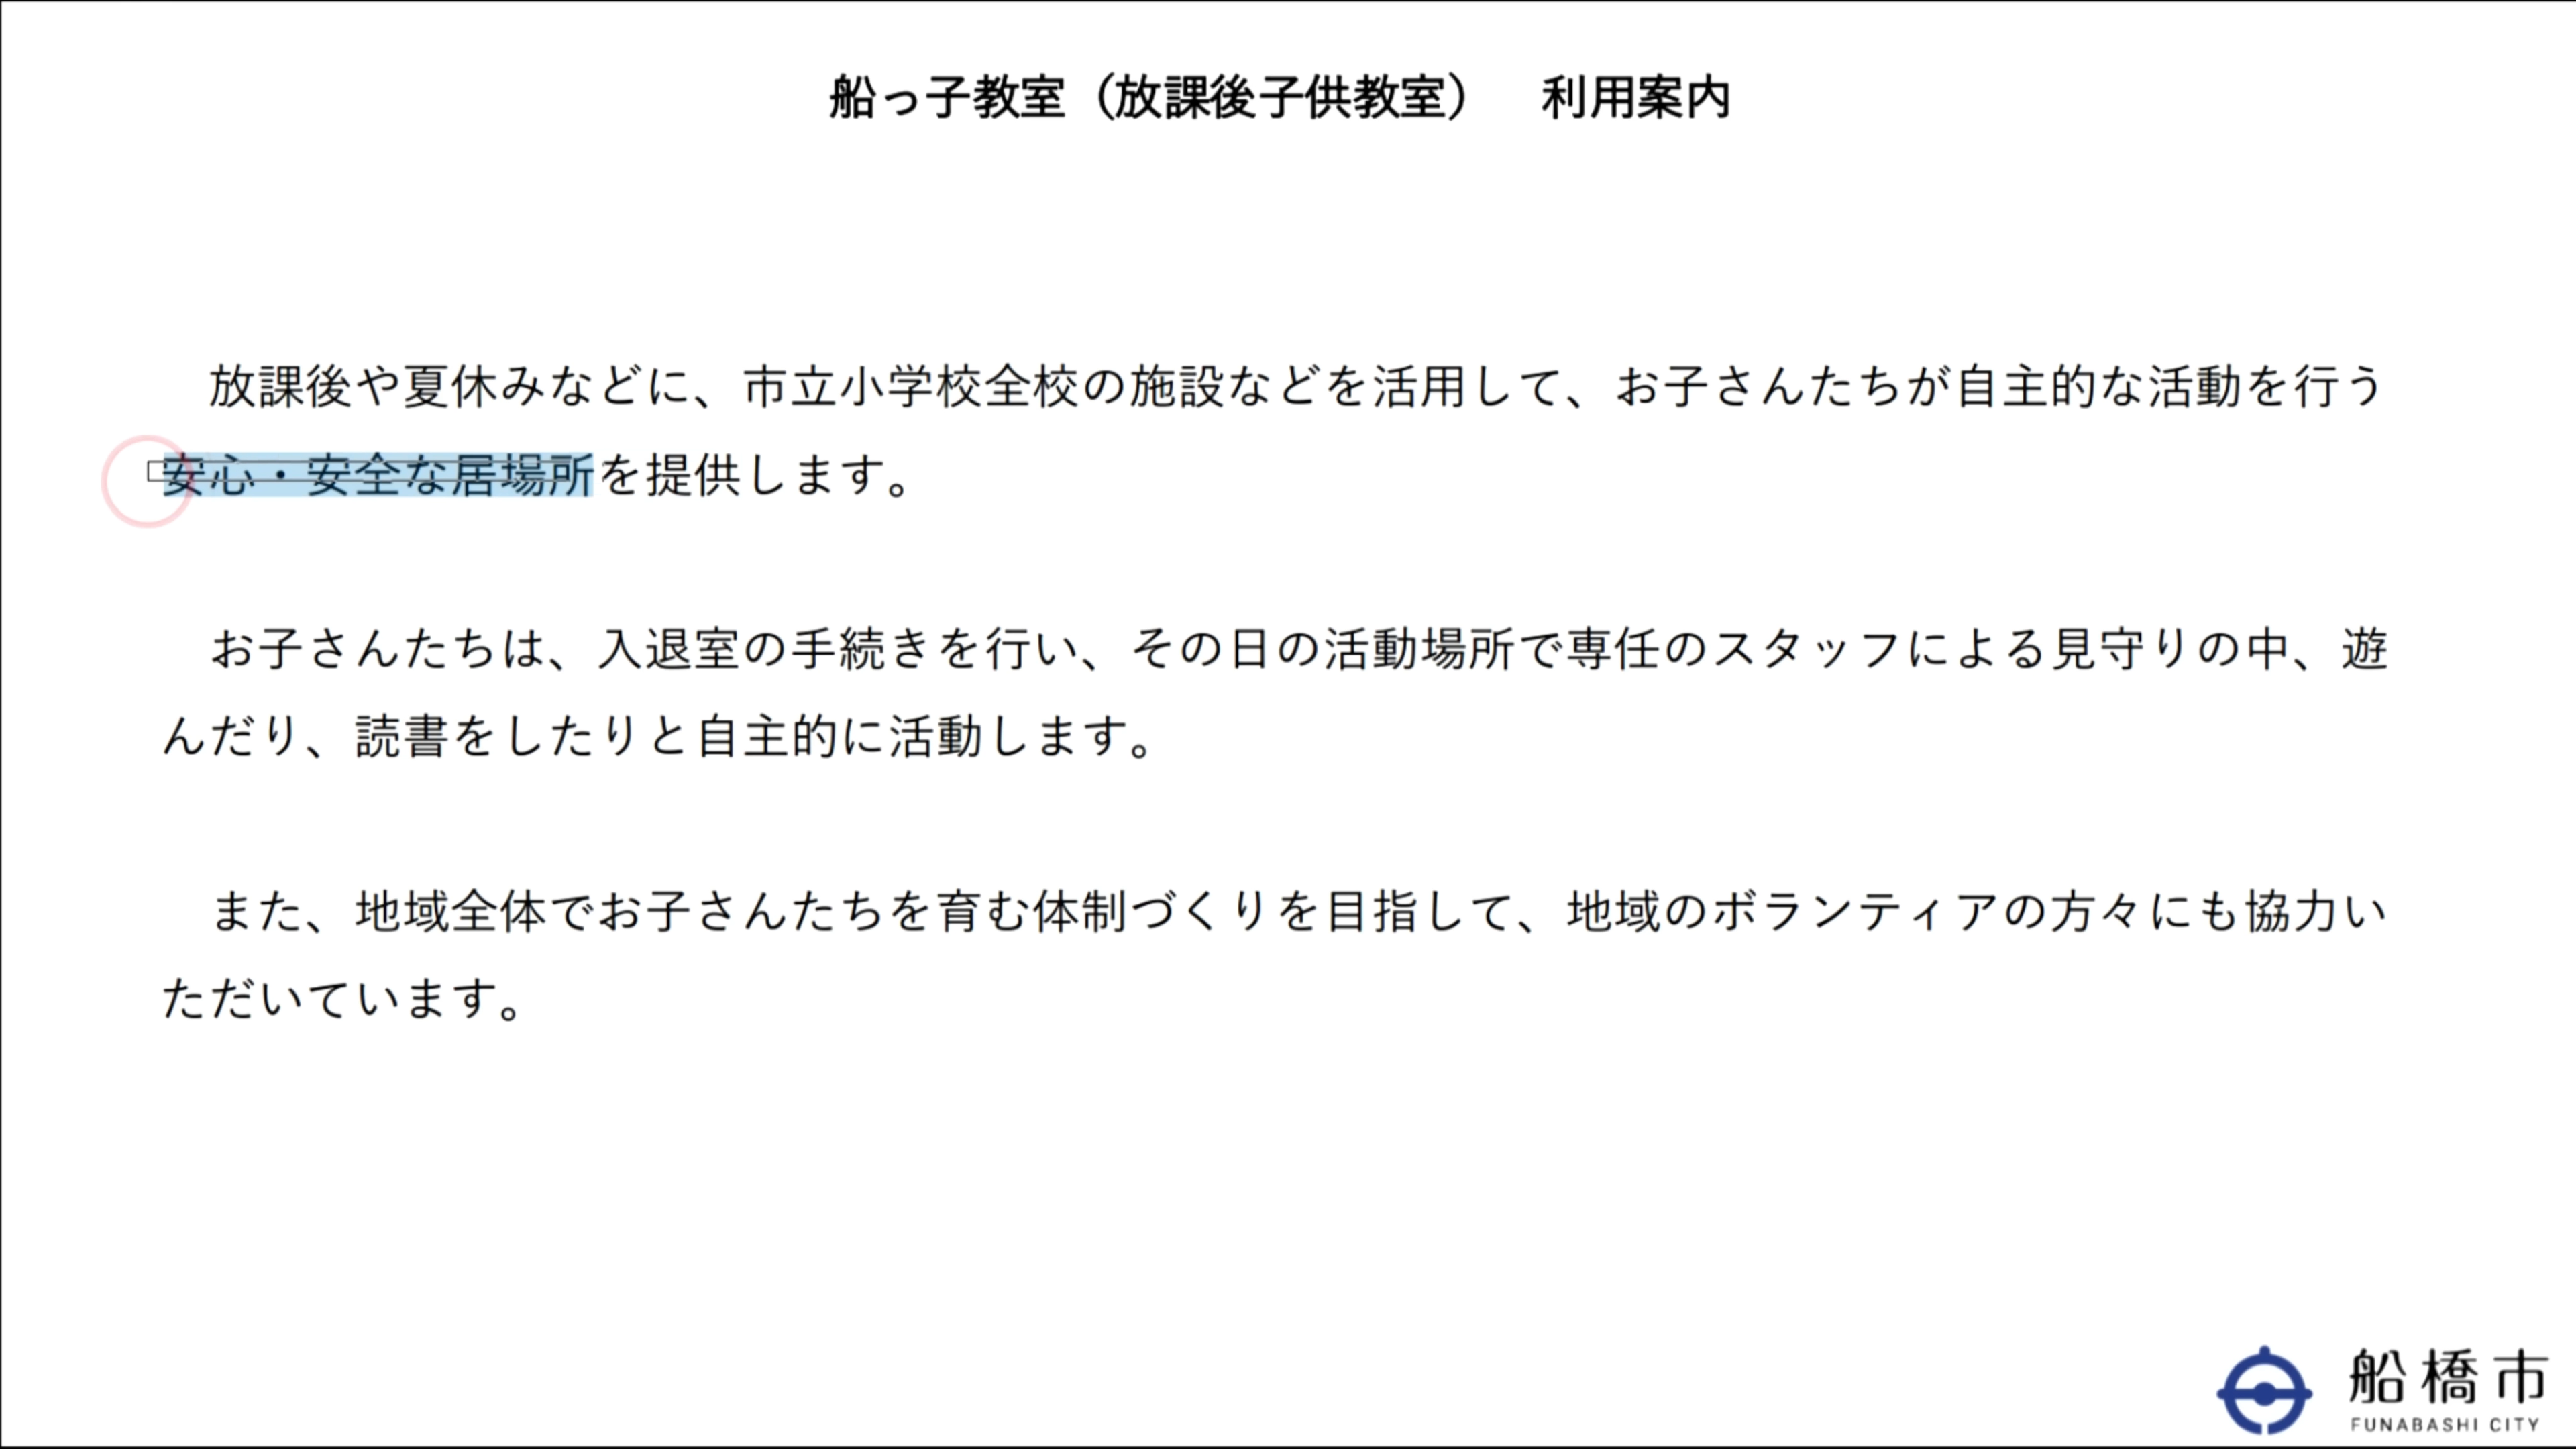 船っ子教室（放課後子供教室）　利用案内
　放課後や夏休みなどに、市立小学校全校の施設などを活用して、お子さんたちが自主的な活動を行う
安心・安全な居場所を提供します。
　お子さんたちは、入退室の手続きを行い、その日の活動場所で専任のスタッフによる見守りの中、遊
んだり、読書をしたりと自主的に活動します。
　また、地域全体でお子さんたちを育む体制づくりを目指して、地域のボランティアの方々にも協力い
ただいています。
船橋市
FUNABASHI CITY